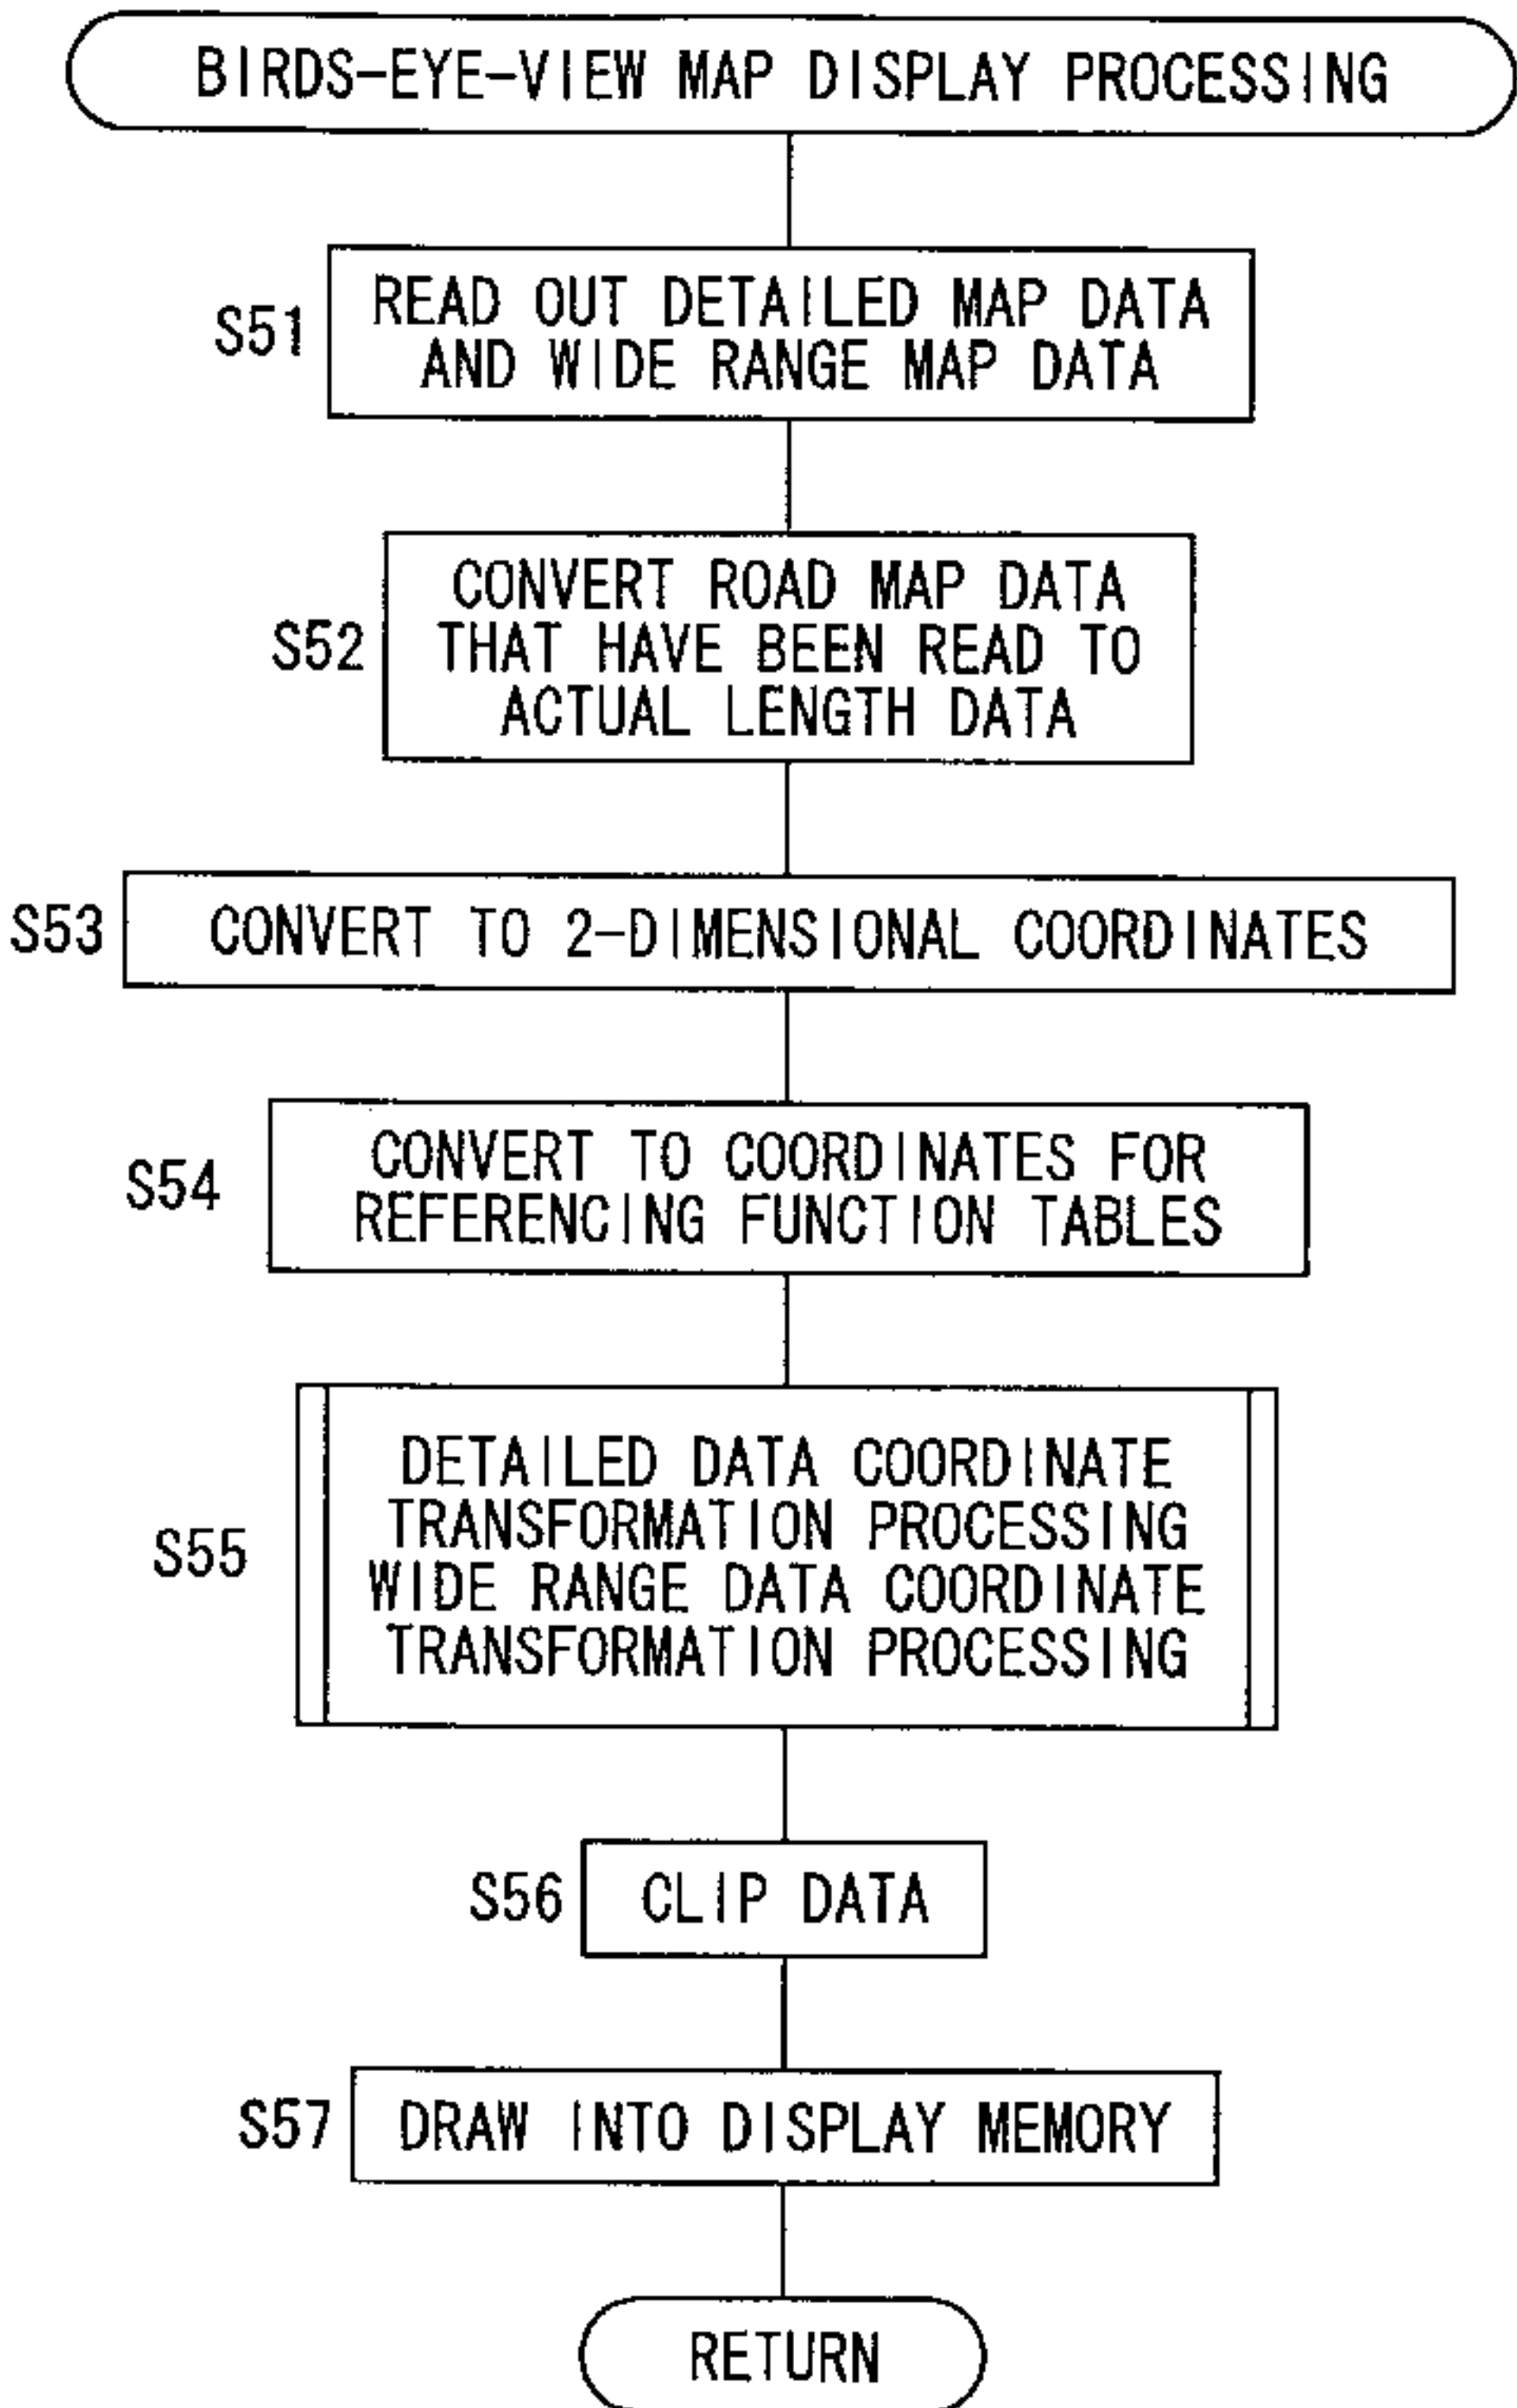 BIRDS-EYE-VIEW MAP DISPLAY PROCESSING
S51
READ OUT DETAILED MAP DATA
AND WIDE RANGE MAP DATA
S52
CONVERT ROAD MAP DATA
THAT HAVE BEEN READ TO
ACTUAL LENGTH DATA
S53
CONVERT TO 2-DIMENSIONAL COORDINATES
S54
CONVERT TO COORDINATES FOR
REFERENCING FUNCTION TABLES
S55
DETAILED DATA COORDINATE
TRANSFORMATION PROCESSING
WIDE RANGE DATA COORDINATE
TRANSFORMATION PROCESSING
S56
CLIP DATA
S57
DRAW INTO DISPLAY MEMORY
RETURN